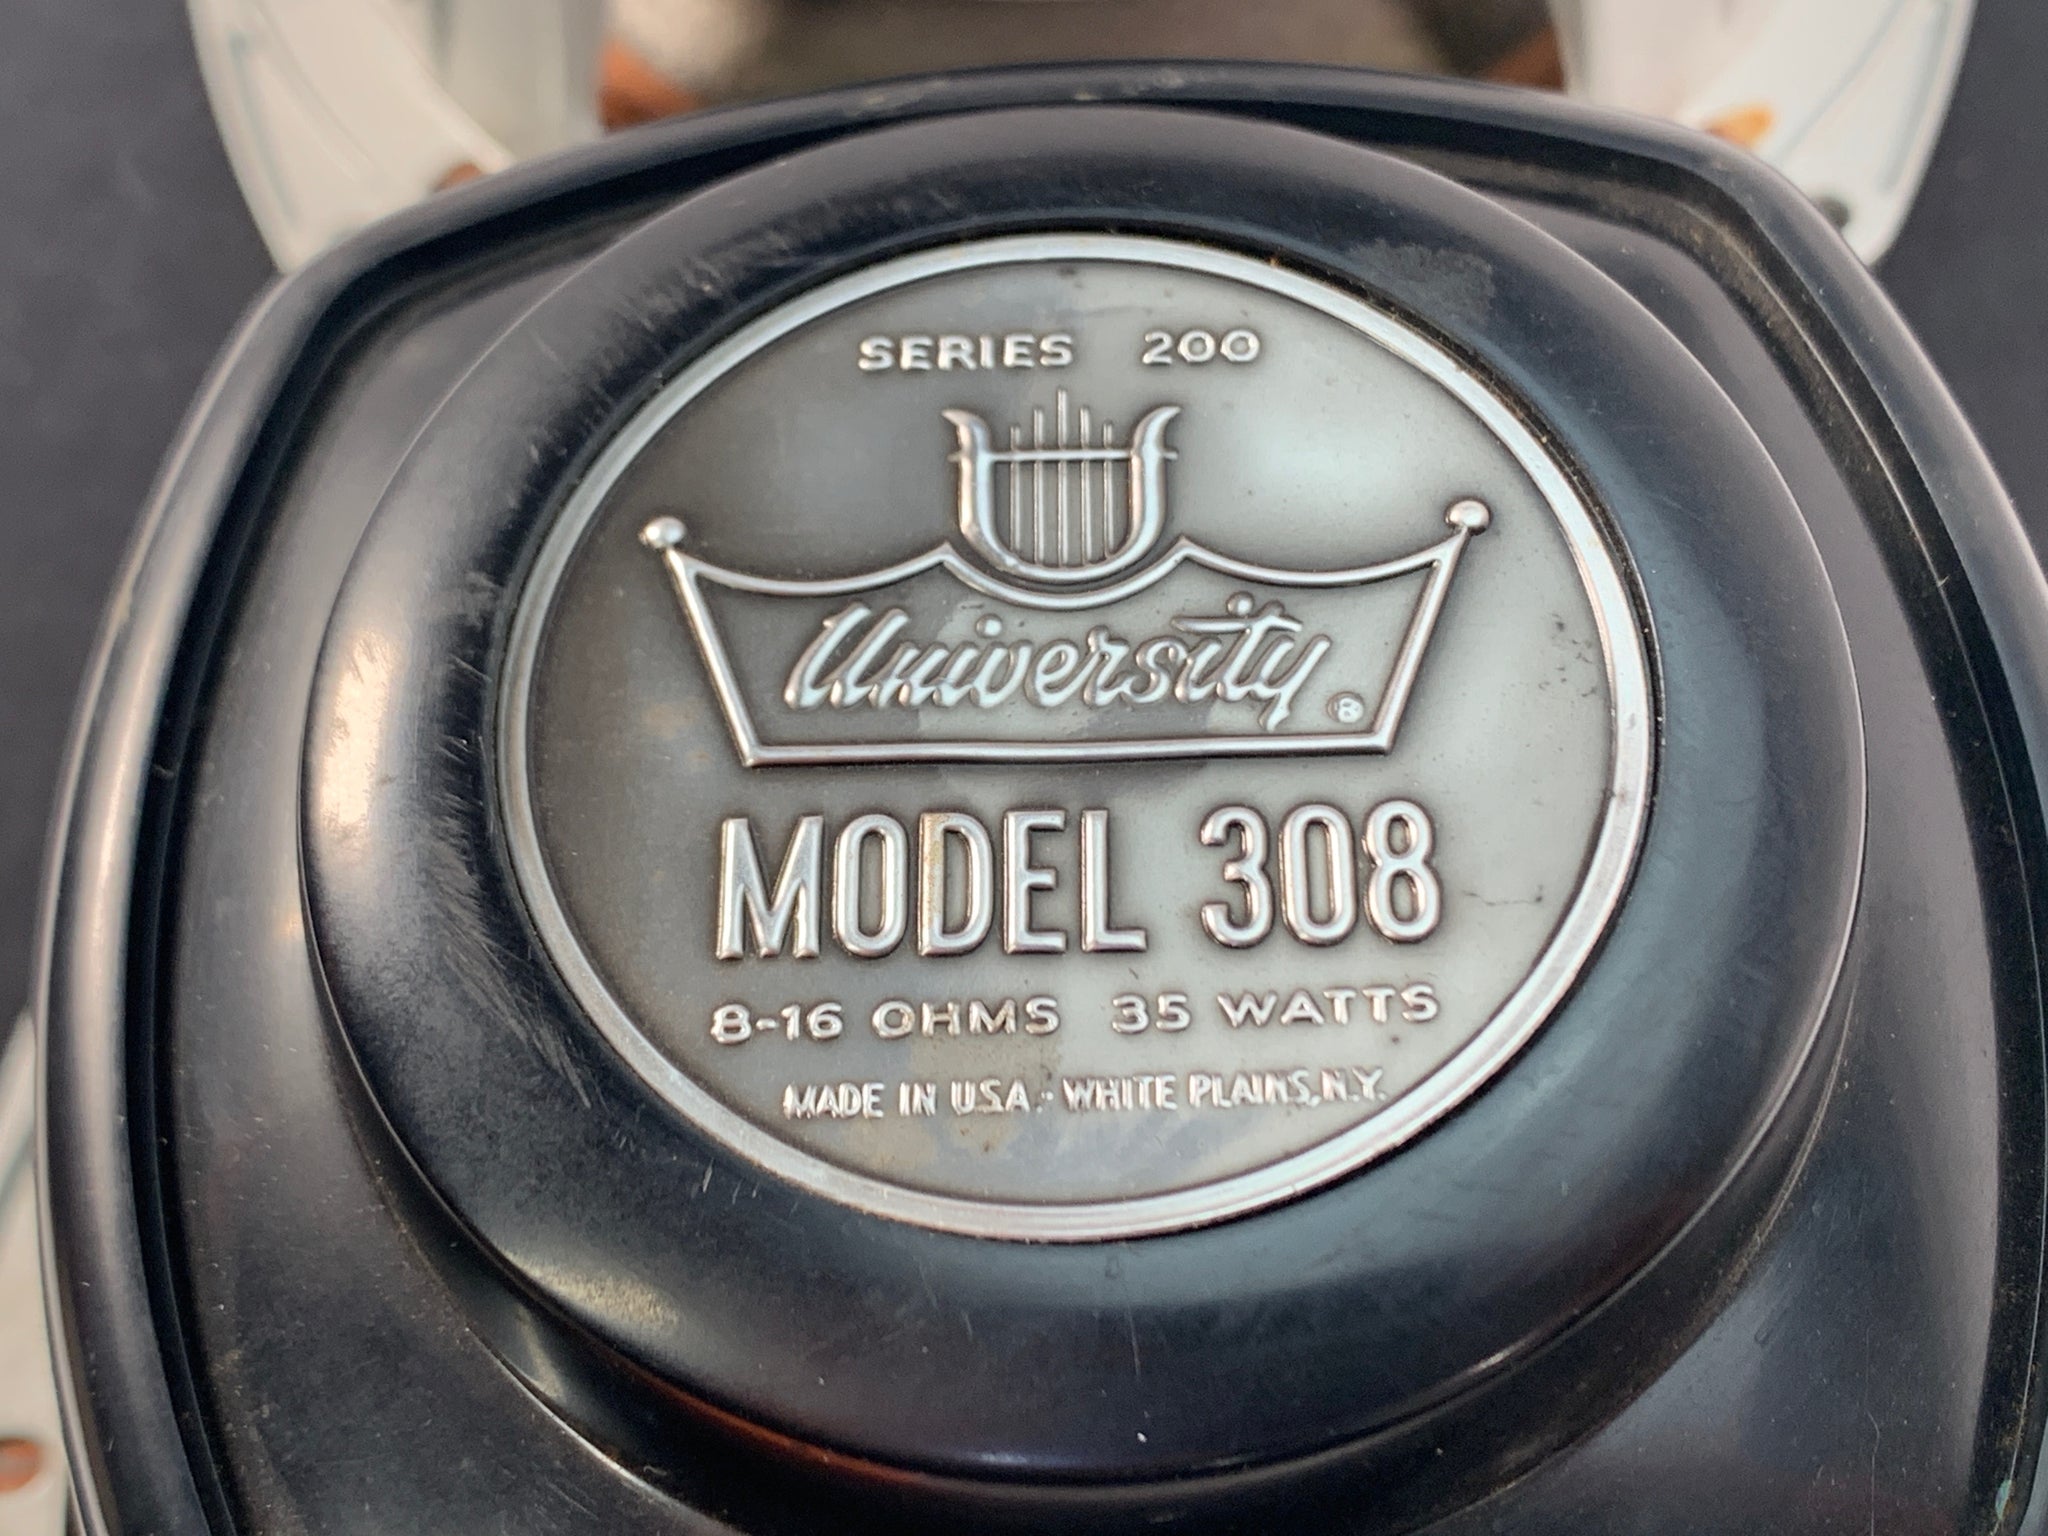 SERIES 200
University ®
MODEL 308
8-16 OHMS 35 WATTS
MADE IN U.S.A. - WHITE PLAINS, N.Y.